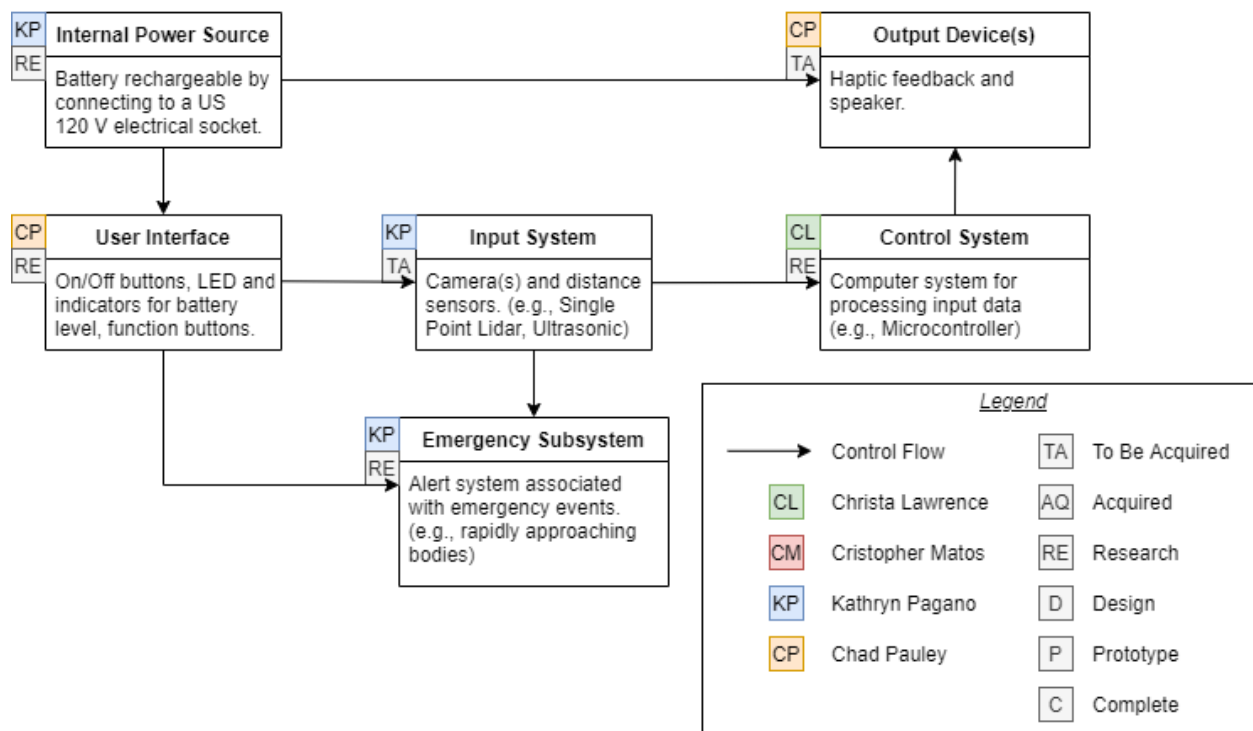 KP
Internal Power Source
RE
Battery rechargeable by
connecting to a US
120 V electrical socket.
CP
Output Device(s)
TA
Haptic feedback and
speaker.
CP
User Interface
RE
On/Off buttons, LED and
indicators for battery
level, function buttons.
KP
Input System
TA
Camera(s) and distance
sensors. (e.g., Single
Point Lidar, Ultrasonic)
CL
Control System
RE
Computer system for
processing input data
(e.g., Microcontroller)
KP
Emergency Subsystem
RE
Alert system associated
with emergency events.
(e.g., rapidly approaching
bodies)
Legend
Control Flow
CL Christa Lawrence
CM Cristopher Matos
KP Kathryn Pagano
CP Chad Pauley
TA To Be Acquired
AQ Acquired
RE Research
D Design
P Prototype
C Complete